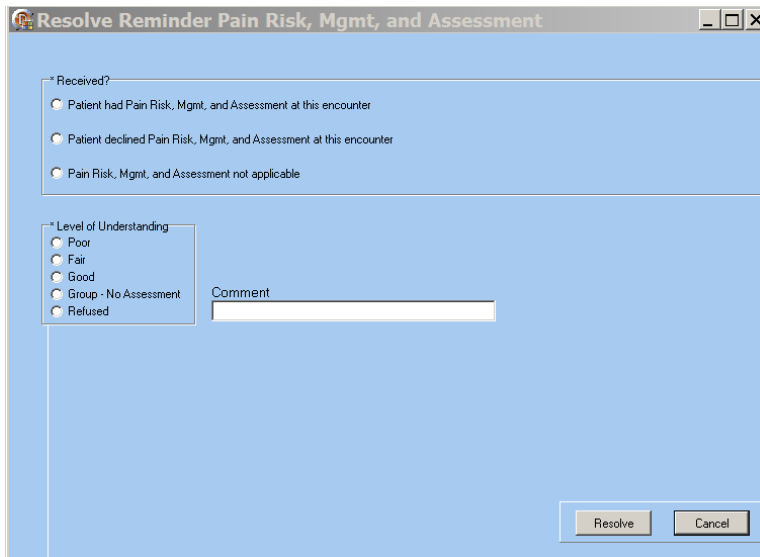 Resolve Reminder Pain Risk, Mgmt, and Assessment
* Received?
Patient had Pain Risk, Mgmt, and Assessment at this encounter
Patient declined Pain Risk, Mgmt, and Assessment at this encounter
Pain Risk, Mgmt, and Assessment not applicable
* Level of Understanding
Poor
Fair
Good
Group - No Assessment
Refused
Comment
Resolve
Cancel